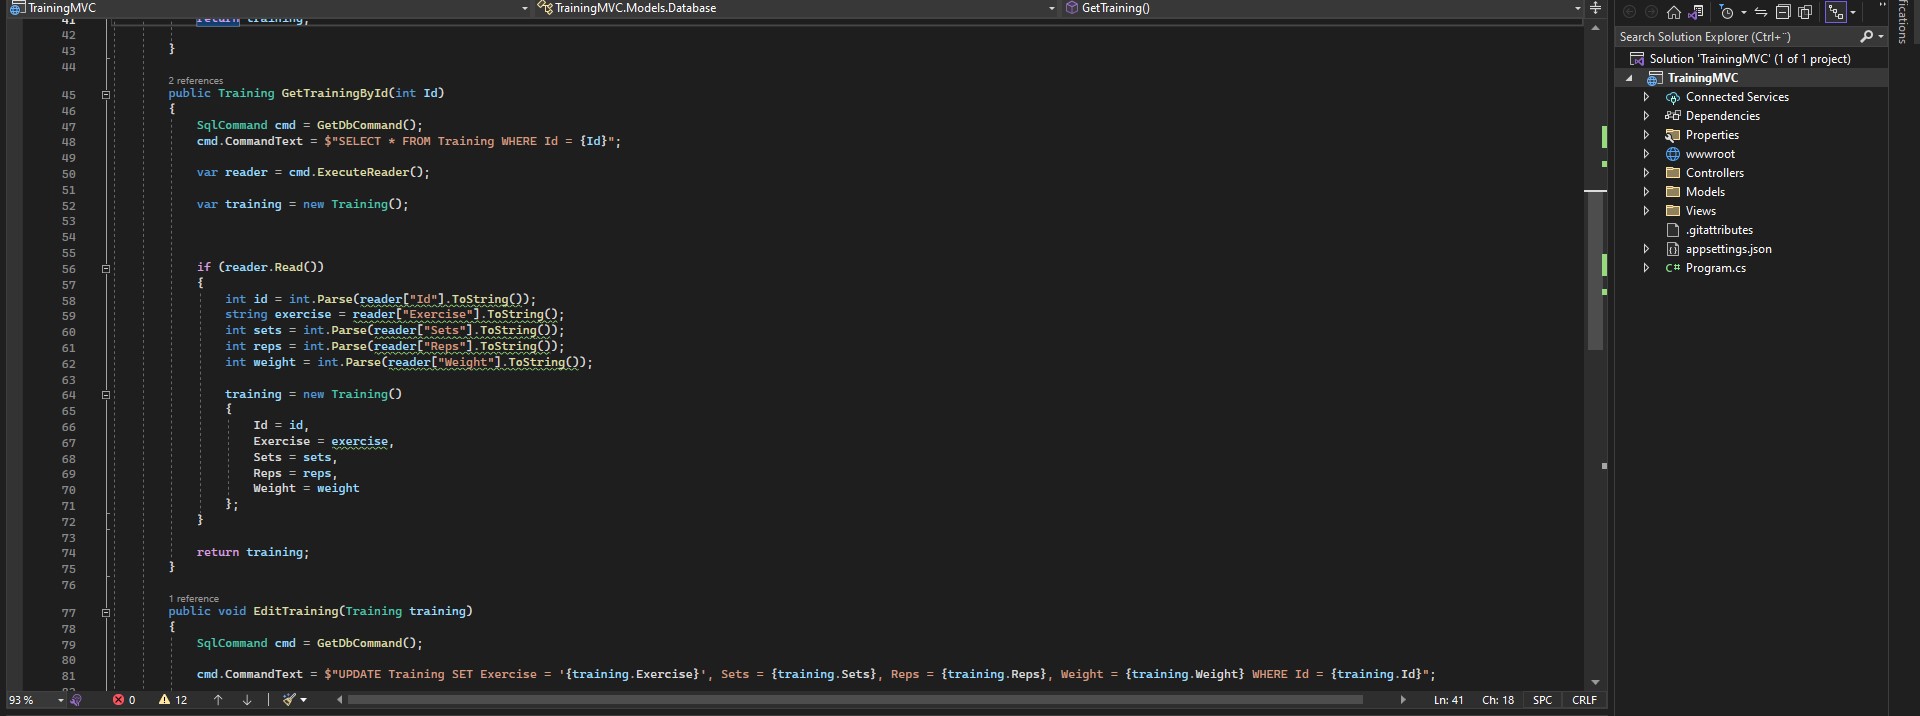 TrainingMVC
TrainingMVC.Models.Database
GetTraining()
41 return training;
42
43 }
44
2 references
45 public Training GetTrainingById(int Id)
46 {
47 SqlCommand cmd = GetDbCommand();
48 cmd.CommandText = $"SELECT * FROM Training WHERE Id = {Id}";
49
50 var reader = cmd.ExecuteReader();
51
52 var training = new Training();
53
54
55
56 if (reader.Read())
57 {
58 int id = int.Parse(reader["Id"].ToString());
59 string exercise = reader["Exercise"].ToString();
60 int sets = int.Parse(reader["Sets"].ToString());
61 int reps = int.Parse(reader["Reps"].ToString());
62 int weight = int.Parse(reader["Weight"].ToString());
63
64 training = new Training()
65 {
66 Id = id,
67 Exercise = exercise,
68 Sets = sets,
69 Reps = reps,
70 Weight = weight
71 };
72 }
73
74 return training;
75 }
76
1 reference
77 public void EditTraining(Training training)
78 {
79 SqlCommand cmd = GetDbCommand();
80
81 cmd.CommandText = $"UPDATE Training SET Exercise = '{training.Exercise}', Sets = {training.Sets}, Reps = {training.Reps}, Weight = {training.Weight} WHERE Id = {training.Id}";
93 %
0
12
Ln: 41
Ch: 18
SPC
CRLF
Search Solution Explorer (Ctrl+¨)
Solution 'TrainingMVC' (1 of 1 project)
TrainingMVC
Connected Services
Dependencies
Properties
wwwroot
Controllers
Models
Views
.gitattributes
appsettings.json
C# Program.cs